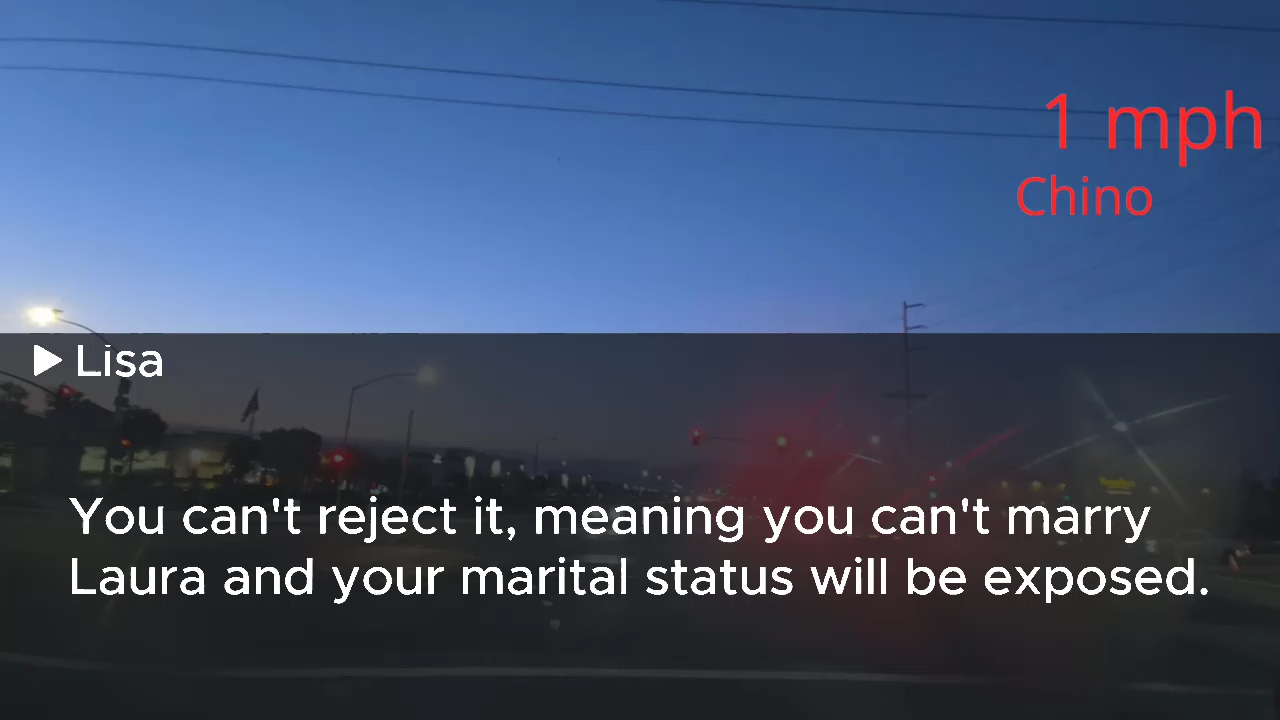 1 mph
Chino
Lisa
You can't reject it, meaning you can't marry
Laura and your marital status will be exposed.